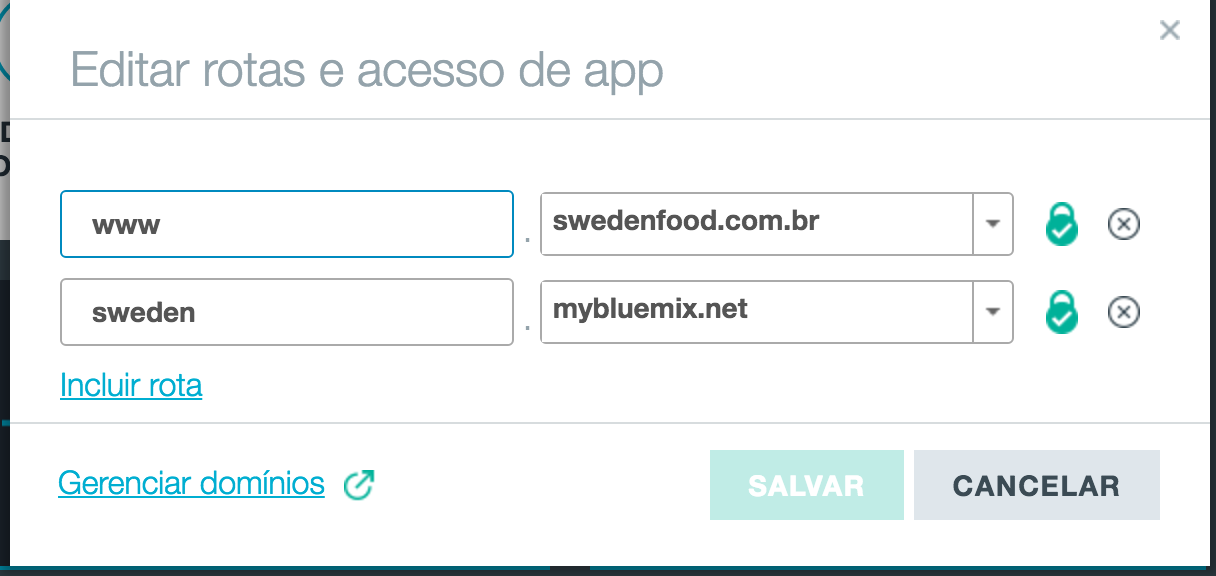 Editar rotas e acesso de app
www . swedenfood.com.br
sweden . mybluemix.net
Incluir rota
Gerenciar domínios
SALVAR CANCELAR